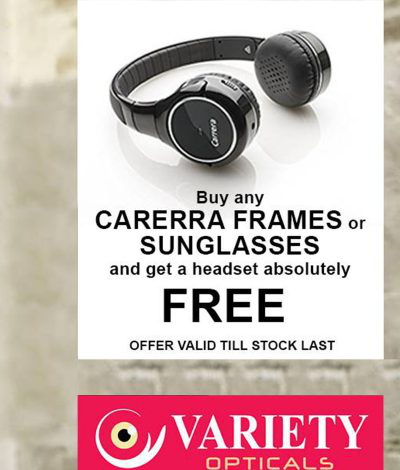 Carrera
Buy any
CARERRA FRAMES or
SUNGLASSES
and get a headset absolutely
FREE
OFFER VALID TILL STOCK LAST
VARIETY
OPTICALS